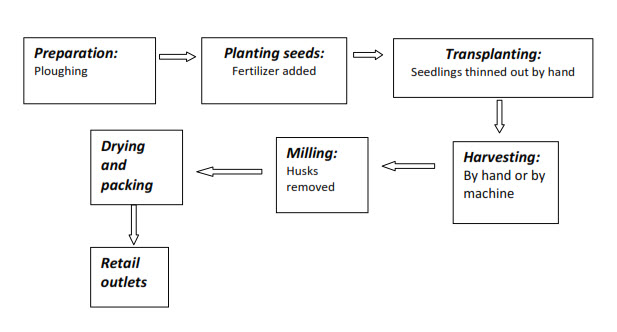 Preparation:
Ploughing
Planting seeds:
Fertilizer added
Transplanting:
Seedlings thinned out by hand
Harvesting:
By hand or by
machine
Milling:
Husks
removed
Drying
and
packing
Retail
outlets